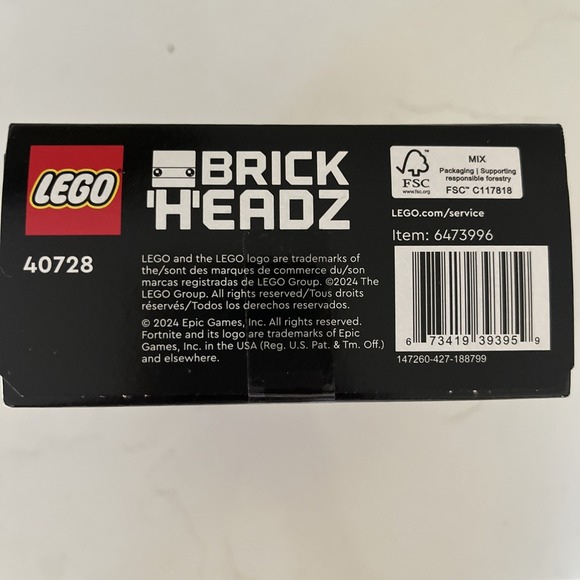 LEGO
BRICK
'H'EADZ
40728
LEGO and the LEGO logo are trademarks of
the/sont des marques de commerce du/son
marcas registradas de LEGO Group. ©2024 The
LEGO Group. All rights reserved/Tous droits
réservés/Todos los derechos reservados.
© 2024 Epic Games, Inc. All rights reserved.
Fortnite and its logo are trademarks of Epic
Games, Inc. in the USA (Reg. U.S. Pat. & Tm. Off.)
and elsewhere.
FSC
www.fsc.org
MIX
Packaging | Supporting
responsible forestry
FSC™ C117818
LEGO.com/service
Item: 6473996
6 73419 39395 9
147260-427-188799